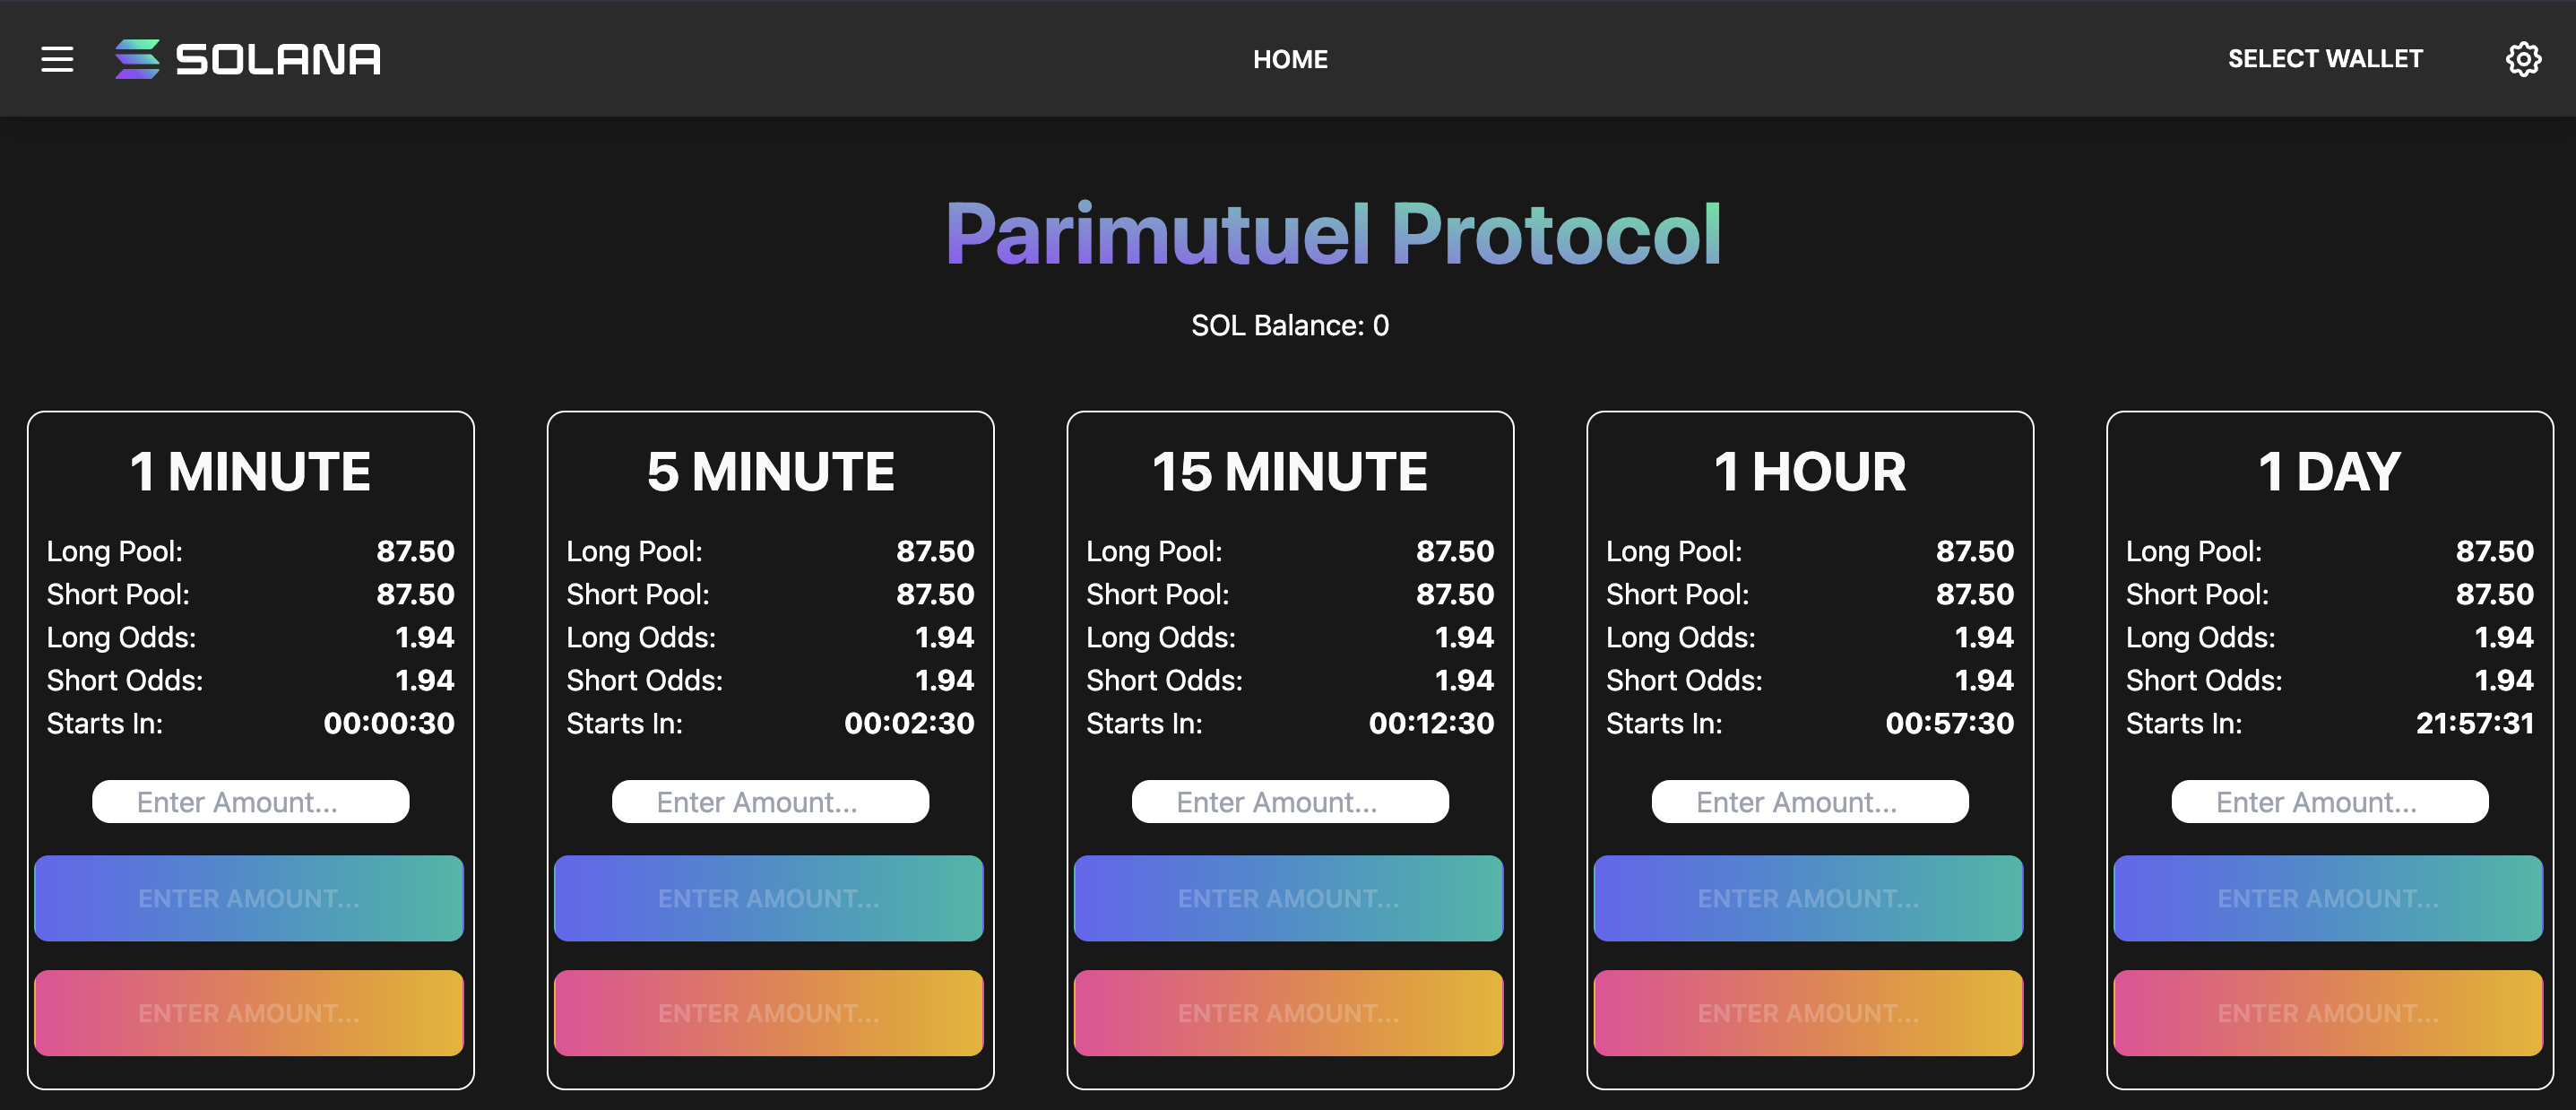 SOLANA
HOME
SELECT WALLET
Parimutuel Protocol
SOL Balance: 0
1 MINUTE
Long Pool: 87.50
Short Pool: 87.50
Long Odds: 1.94
Short Odds: 1.94
Starts In: 00:00:30
Enter Amount...
ENTER AMOUNT...
ENTER AMOUNT...
5 MINUTE
Long Pool: 87.50
Short Pool: 87.50
Long Odds: 1.94
Short Odds: 1.94
Starts In: 00:02:30
Enter Amount...
ENTER AMOUNT...
ENTER AMOUNT...
15 MINUTE
Long Pool: 87.50
Short Pool: 87.50
Long Odds: 1.94
Short Odds: 1.94
Starts In: 00:12:30
Enter Amount...
ENTER AMOUNT...
ENTER AMOUNT...
1 HOUR
Long Pool: 87.50
Short Pool: 87.50
Long Odds: 1.94
Short Odds: 1.94
Starts In: 00:57:30
Enter Amount...
ENTER AMOUNT...
ENTER AMOUNT...
1 DAY
Long Pool: 87.50
Short Pool: 87.50
Long Odds: 1.94
Short Odds: 1.94
Starts In: 21:57:31
Enter Amount...
ENTER AMOUNT...
ENTER AMOUNT...